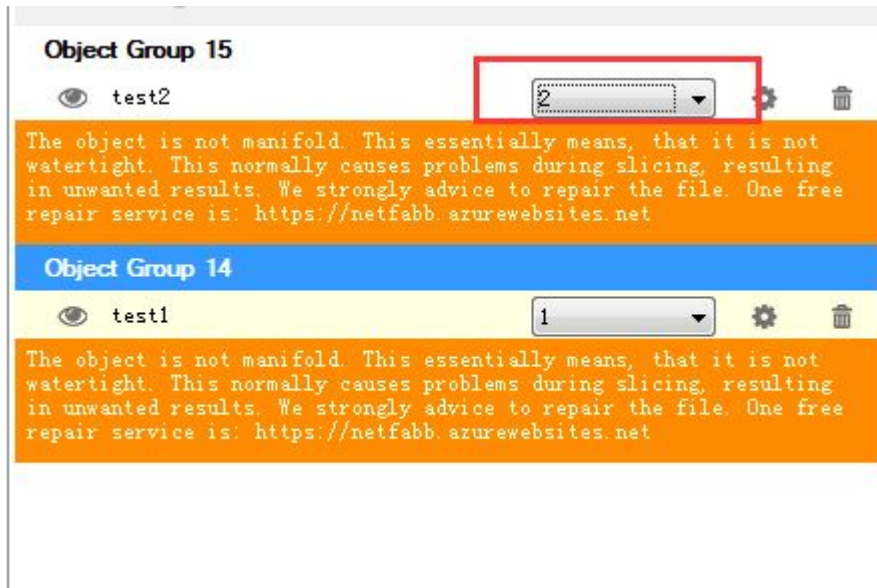 Object Group 15
test2
2
The object is not manifold. This essentially means, that it is not
watertight. This normally causes problems during slicing, resulting
in unwanted results. We strongly advice to repair the file. One free
repair service is: https://netfabb.azurewebsites.net
Object Group 14
test1
1
The object is not manifold. This essentially means, that it is not
watertight. This normally causes problems during slicing, resulting
in unwanted results. We strongly advice to repair the file. One free
repair service is: https://netfabb.azurewebsites.net